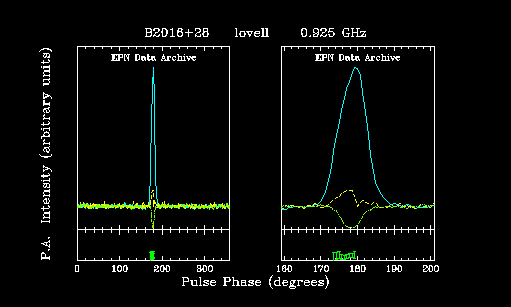 B2016+28 lovell 0.925 GHz
EPN Data Archive EPN Data Archive
P.A. Intensity (arbitrary units)
0 100 200 300 160 170 180 190 200
Pulse Phase (degrees)